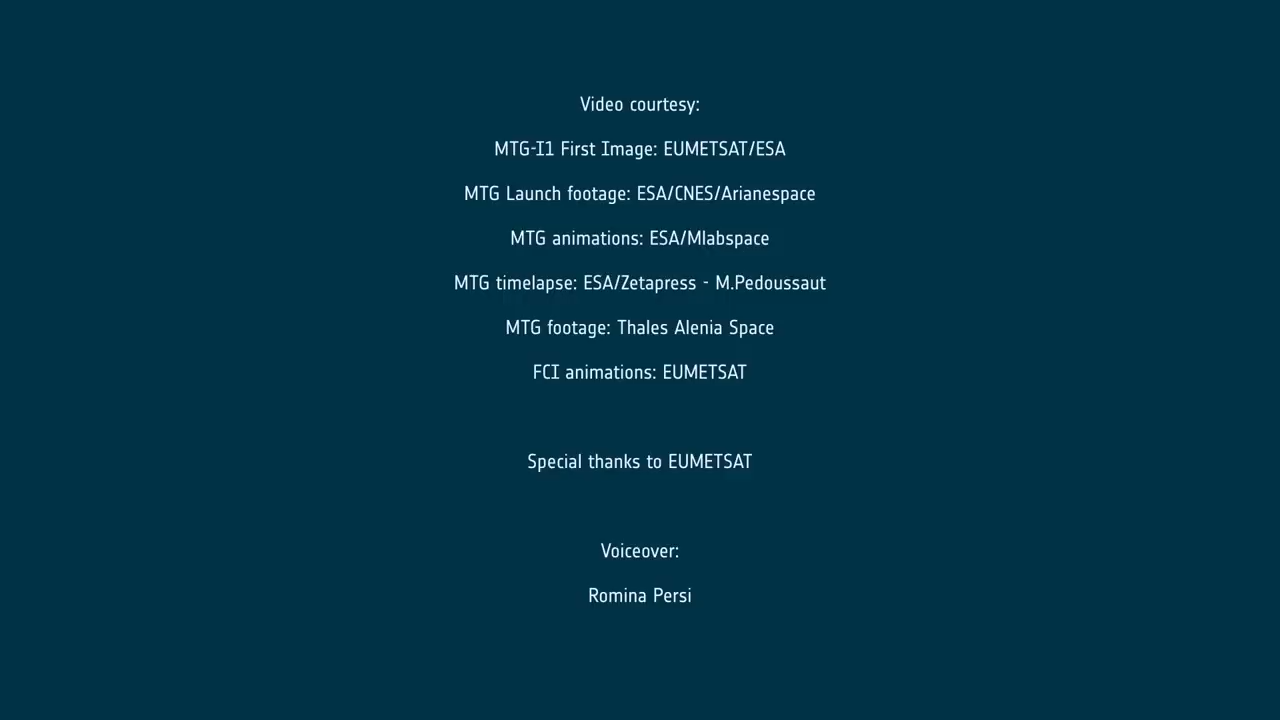 Video courtesy:
MTG-I1 First Image: EUMETSAT/ESA
MTG Launch footage: ESA/CNES/Arianespace
MTG animations: ESA/Mlabspace
MTG timelapse: ESA/Zetapress - M.Pedoussaut
MTG footage: Thales Alenia Space
FCI animations: EUMETSAT
Special thanks to EUMETSAT
Voiceover:
Romina Persi